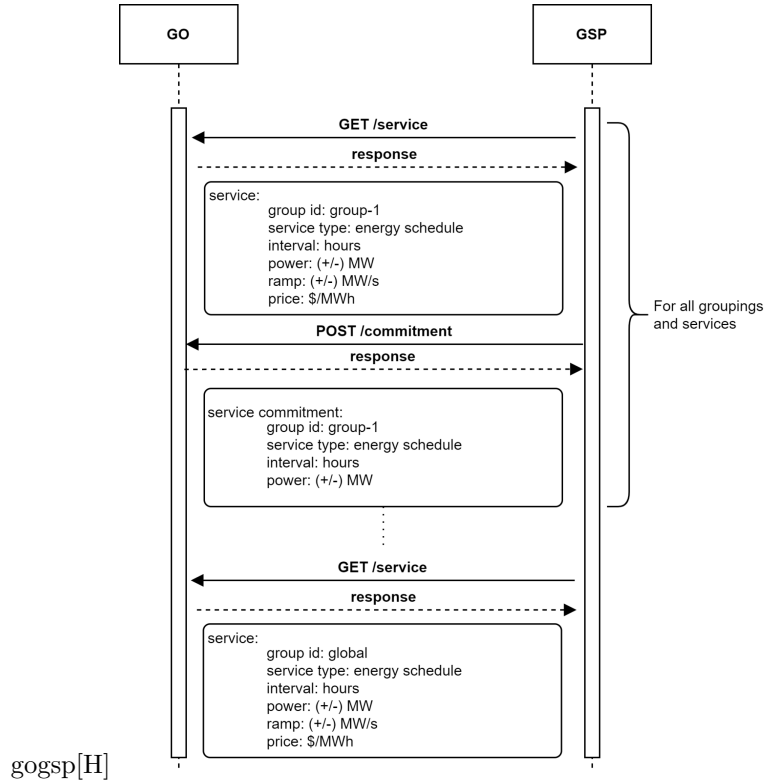 GO
GSP
GET /service
response
service:
group id: group-1
service type: energy schedule
interval: hours
power: (+/-) MW
ramp: (+/-) MW/s
price: $/MWh
For all groupings
and services
POST /commitment
response
service commitment:
group id: group-1
service type: energy schedule
interval: hours
power: (+/-) MW
GET /service
response
service:
group id: global
service type: energy schedule
interval: hours
power: (+/-) MW
ramp: (+/-) MW/s
price: $/MWh
gogsp[H]